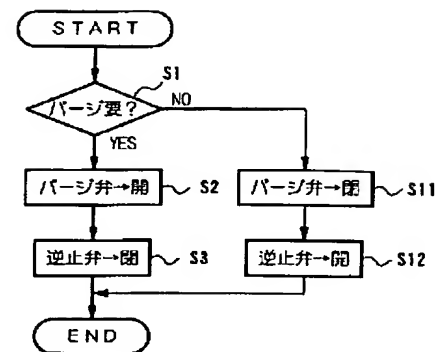 START
S1
パージ要?
NO
YES
パージ弁→開
S2
パージ弁→閉
S11
逆止弁→閉
S3
逆止弁→開
S12
END